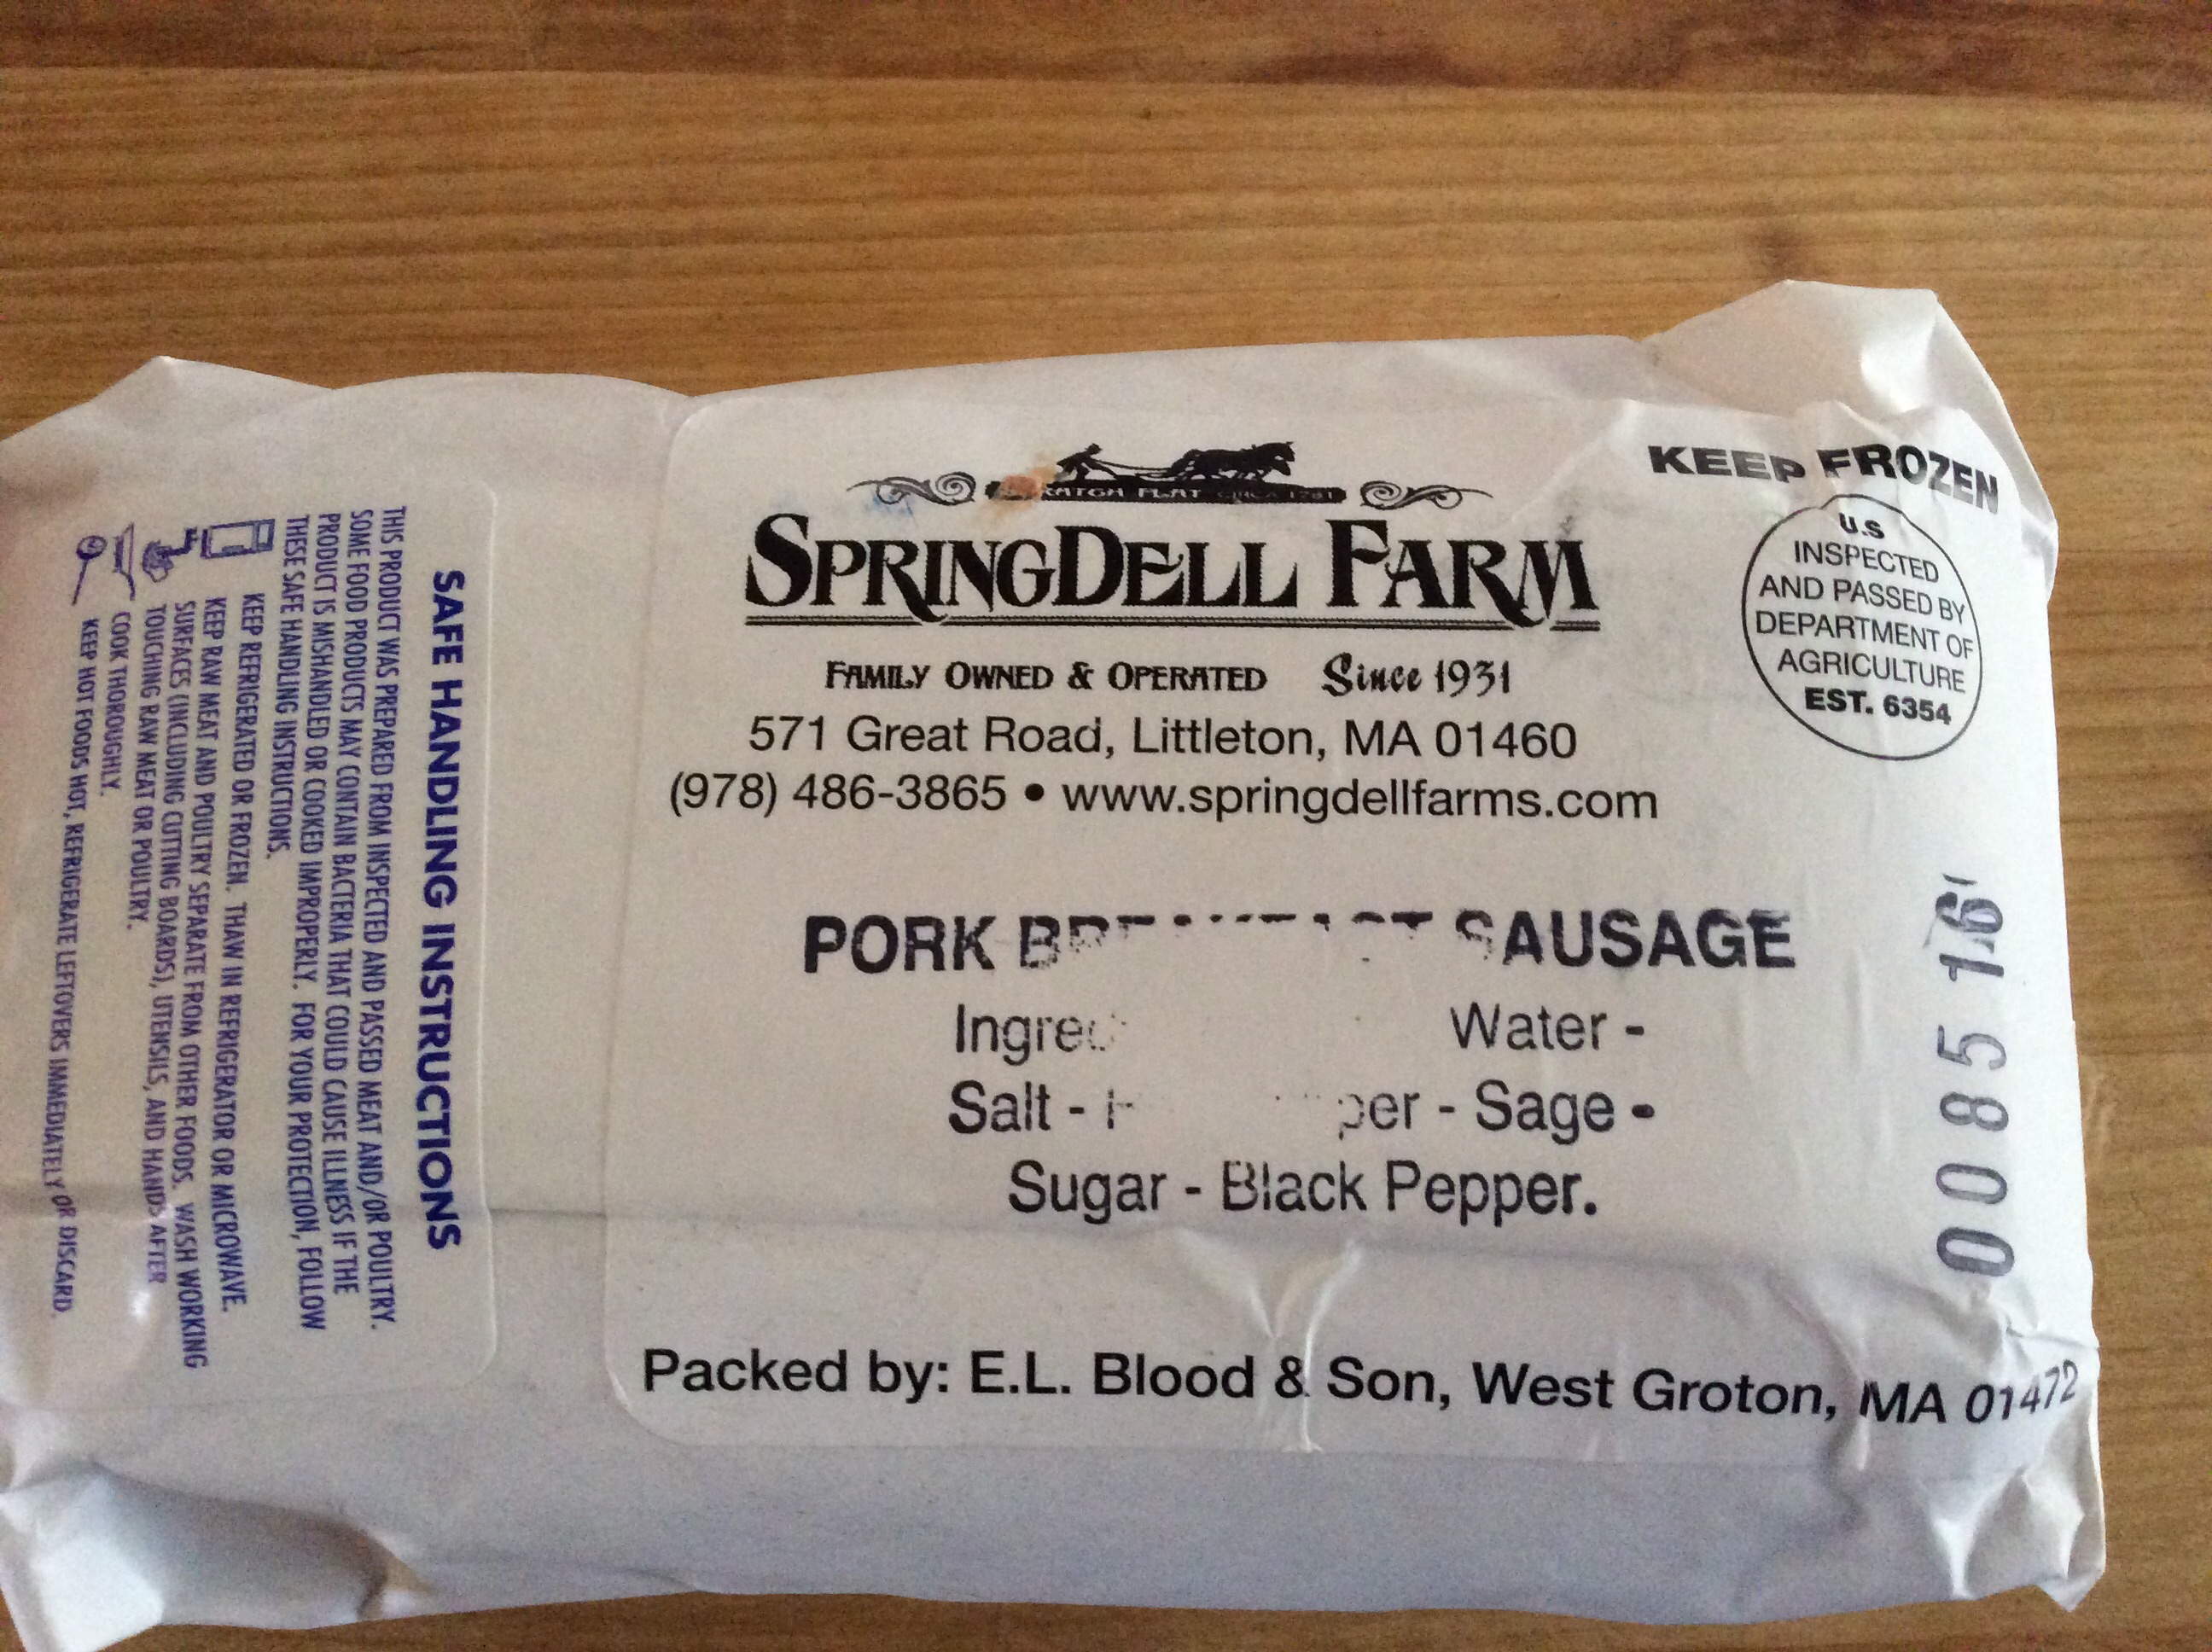 KEEP FROZEN
FLAT CIRCA 1781
SPRINGDELL FARM
FAMILY OWNED & OPERATED Since 1931
571 Great Road, Littleton, MA 01460
(978) 486-3865 • www.springdellfarms.com
U.S
INSPECTED
AND PASSED BY
DEPARTMENT OF
AGRICULTURE
EST. 6354
PORK SAUSAGE
Water -
Salt - - Sage -
Sugar - Black Pepper.
Packed by: E.L. Blood & Son, West Groton, MA 01472
0085
SAFE HANDLING INSTRUCTIONS
THIS PRODUCT WAS PREPARED FROM INSPECTED AND PASSED MEAT AND/OR POULTRY.
SOME FOOD PRODUCTS MAY CONTAIN BACTERIA THAT COULD CAUSE ILLNESS IF THE
PRODUCT IS MISHANDLED OR COOKED IMPROPERLY. FOR YOUR PROTECTION, FOLLOW
THESE SAFE HANDLING INSTRUCTIONS.
KEEP REFRIGERATED OR FROZEN. THAW IN REFRIGERATOR OR MICROWAVE.
KEEP RAW MEAT AND POULTRY SEPARATE FROM OTHER FOODS. WASH WORKING
SURFACES (INCLUDING CUTTING BOARDS), UTENSILS, AND HANDS AFTER
TOUCHING RAW MEAT OR POULTRY.
COOK THOROUGHLY.
KEEP HOT FOODS HOT, REFRIGERATE LEFTOVERS IMMEDIATELY OR DISCARD.